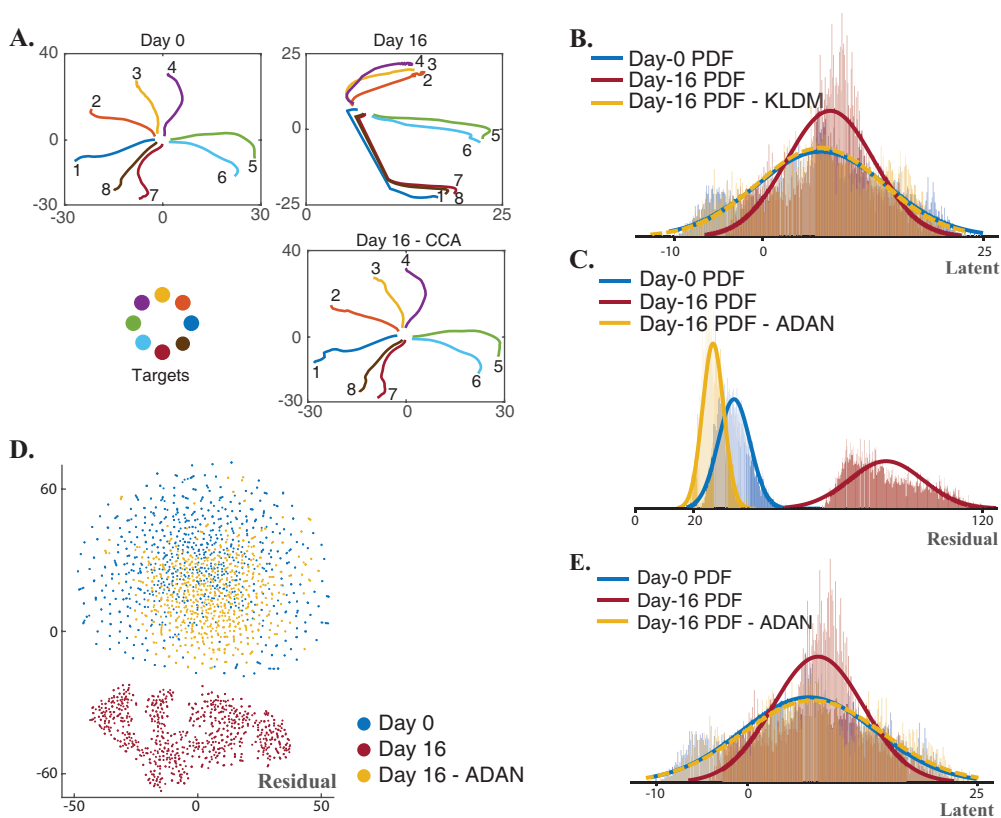 A.
Day 0
40
0
-30
-30
0
30
1
2
3
4
5
6
7
8
Day 16
25
0
-25
-25
25
4
3
2
5
6
7
1
8
Targets
Day 16 - CCA
40
0
-30
-30
0
30
1
2
3
4
5
6
7
8
B.
Day-0 PDF
Day-16 PDF
Day-16 PDF - KLDM
-10
0
25
Latent
C.
Day-0 PDF
Day-16 PDF
Day-16 PDF - ADAN
0
20
120
Residual
D.
60
0
-60
-50
0
50
Residual
Day 0
Day 16
Day 16 - ADAN
E.
Day-0 PDF
Day-16 PDF
Day-16 PDF - ADAN
-10
0
25
Latent